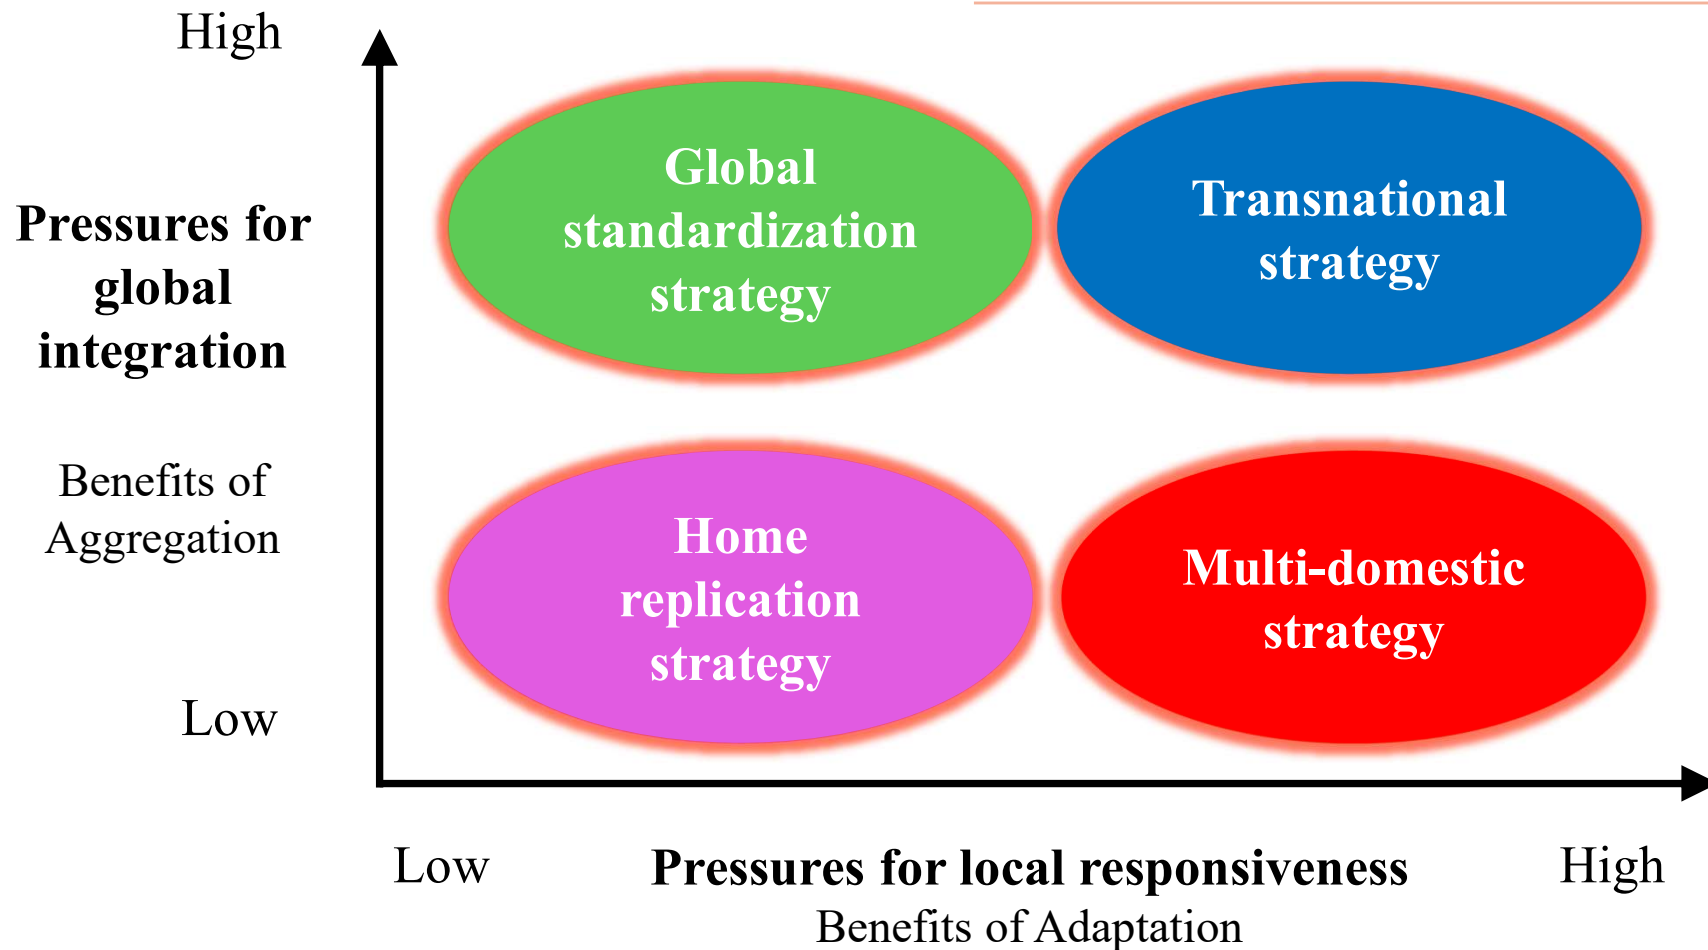 High
Pressures for
global
integration
Benefits of
Aggregation
Low
Global
standardization
strategy
Transnational
strategy
Home
replication
strategy
Multi-domestic
strategy
Low
Pressures for local responsiveness
High
Benefits of Adaptation